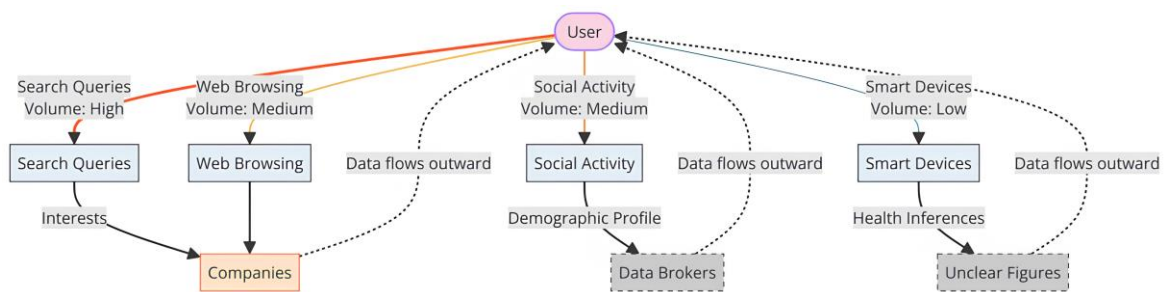 User
Search Queries
Volume: High
Web Browsing
Volume: Medium
Social Activity
Volume: Medium
Smart Devices
Volume: Low
Search Queries
Web Browsing
Data flows outward
Social Activity
Data flows outward
Smart Devices
Data flows outward
Interests
Demographic Profile
Health Inferences
Companies
Data Brokers
Unclear Figures